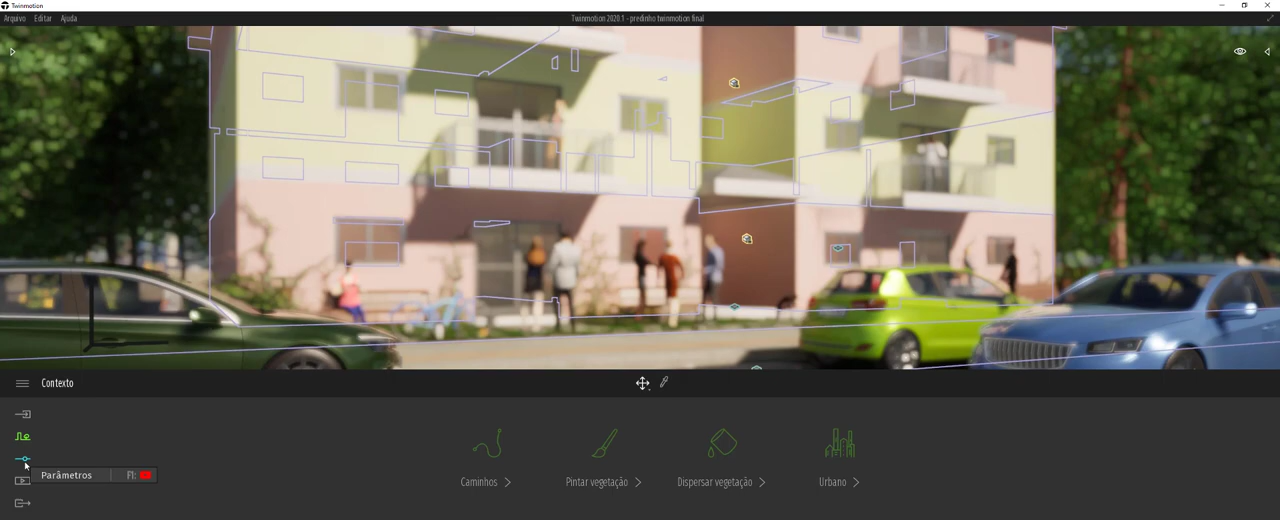 Twinmotion
Arquivo Editar Ajuda Twinmotion 2020.1 - predinho twinmotion final
Contexto
Parâmetros F1:
Caminhos Pintar vegetação Dispersar vegetação Urbano